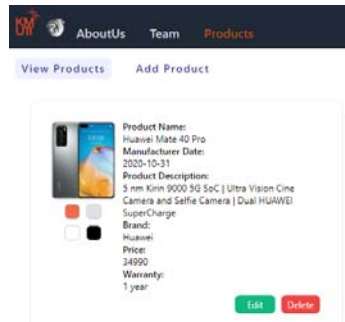 AboutUs Team Products
View Products Add Product
Product Name:
Huawei Mate 40 Pro
Manufacturer Date:
2020-10-31
Product Description:
5 nm Kirin 9000 5G SoC | Ultra Vision Cine
Camera and Selfie Camera | Dual HUAWEI
SuperCharge
Brand:
Huawei
Price:
34990
Warranty:
1 year
Edit Delete